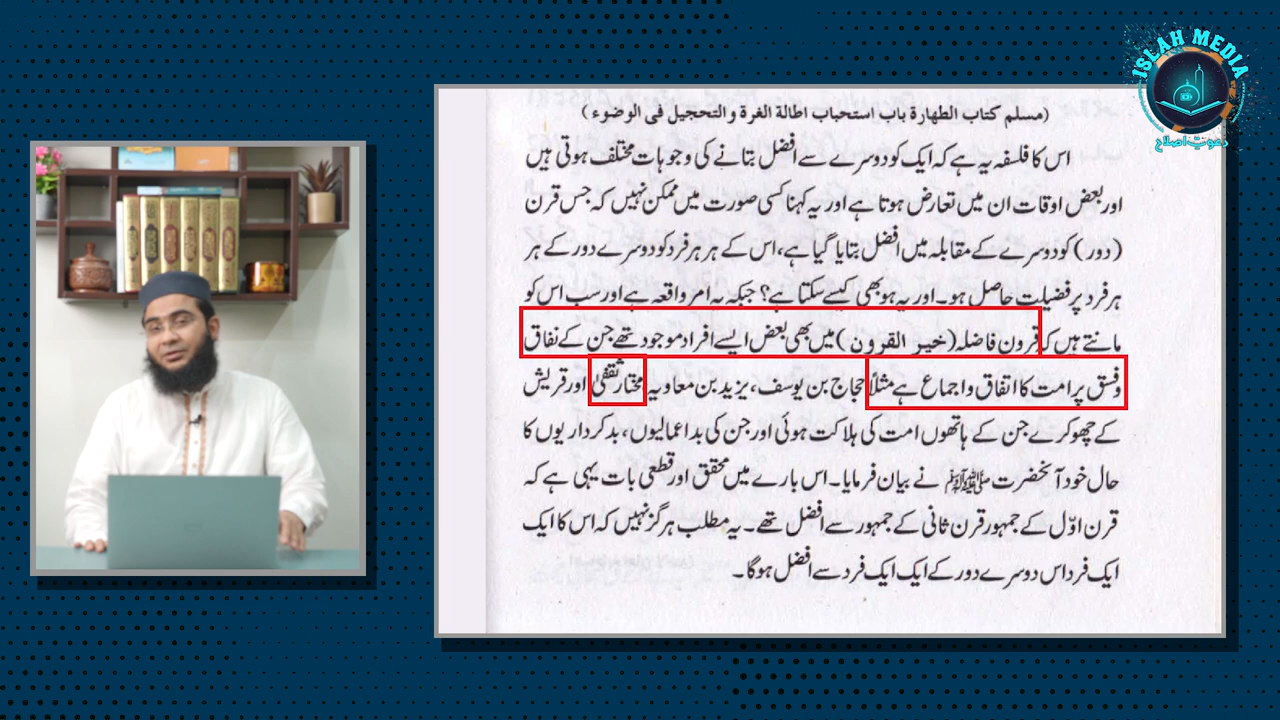 (مسلم کتاب الطهارة باب استحباب اطالة الغرة و التحجیل فی الوضوء)
اس کا فلسفہ یہ ہے کہ ایک کو دوسرے سے افضل بتانے کی وجوہات مختلف ہوتی ہیں
اور بعض اوقات ان میں تعارض ہوتا ہے اور یہ کہنا کسی صورت میں ممکن نہیں کہ جس قرن
(دور) کو دوسرے کے مقابلہ میں افضل بتایا گیا ہے، اس کے ہر ہر فرد کو دوسرے دور کے ہر
ہر فرد پر فضیلت حاصل ہو۔ اور یہ ہو بھی کیسے سکتا ہے؟ جبکہ یہ امر واقعہ ہے اور سب اس کو
مانتے ہیں کہ قرون فاضلہ (خیر القرون) میں بھی بعض ایسے افراد موجود تھے جن کے نفاق
وفسق پر امت کا اتفاق واجماع ہے مثلاً حجاج بن یوسف، یزید بن معاویہ مختار ثقفی اور قریش
کے چھوکرے جن کے ہاتھوں امت کی ہلاکت ہوئی اور جن کی بداعمالیوں، بدکرداریوں کا
حال خود آنحضرت ﷺ نے بیان فرمایا۔ اس بارے میں محقق اور قطعی بات یہی ہے کہ
قرن اوّل کے جمہور قرن ثانی کے جمہور سے افضل تھے۔ یہ مطلب ہرگز نہیں کہ اس کا ایک
ایک فرد اس دوسرے دور کے ایک ایک فرد سے افضل ہوگا۔
ISLAH MEDIA
دعوتِ اصلاح